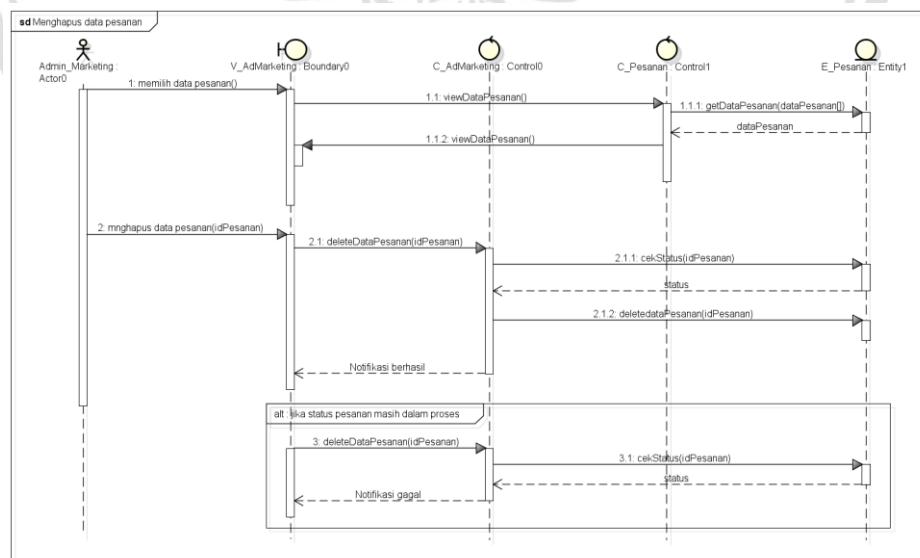 sd Menghapus data pesanan
Admin_Marketing :
Actor0
V_AdMarketing : Boundary0
C_AdMarketing : Control0
C_Pesanan : Control1
E_Pesanan : Entity1
1: memilih data pesanan()
1.1: viewDataPesanan()
1.1.1: getDataPesanan(dataPesanan[])
dataPesanan
1.1.2: viewDataPesanan()
2: mnghapus data pesanan(idPesanan)
2.1: deleteDataPesanan(idPesanan)
2.1.1: cekStatus(idPesanan)
status
2.1.2: deletedataPesanan(idPesanan)
Notifikasi berhasil
alt : jika status pesanan masih dalam proses
3: deleteDataPesanan(idPesanan)
3.1: cekStatus(idPesanan)
status
Notifikasi gagal